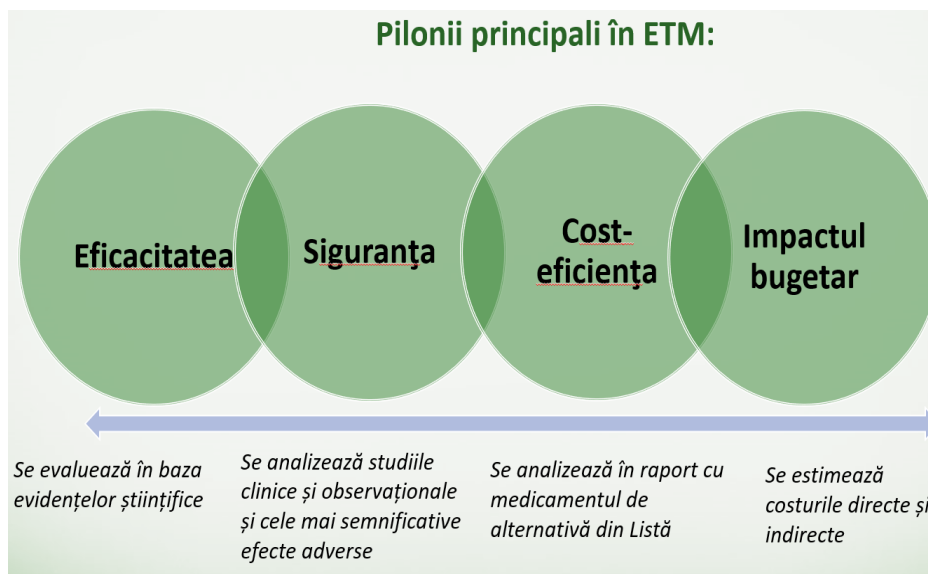 Pilonii principali în ETM:
Eficacitatea
Siguranţa
Cost-
eficienţa
Impactul
bugetar
Se evaluează în baza
evidențelor științifice
Se analizează studiile
clinice și observaționale
și cele mai semnificative
efecte adverse
Se analizează în raport cu
medicamentul de
alternativă din Listă
Se estimează
costurile directe și
indirecte